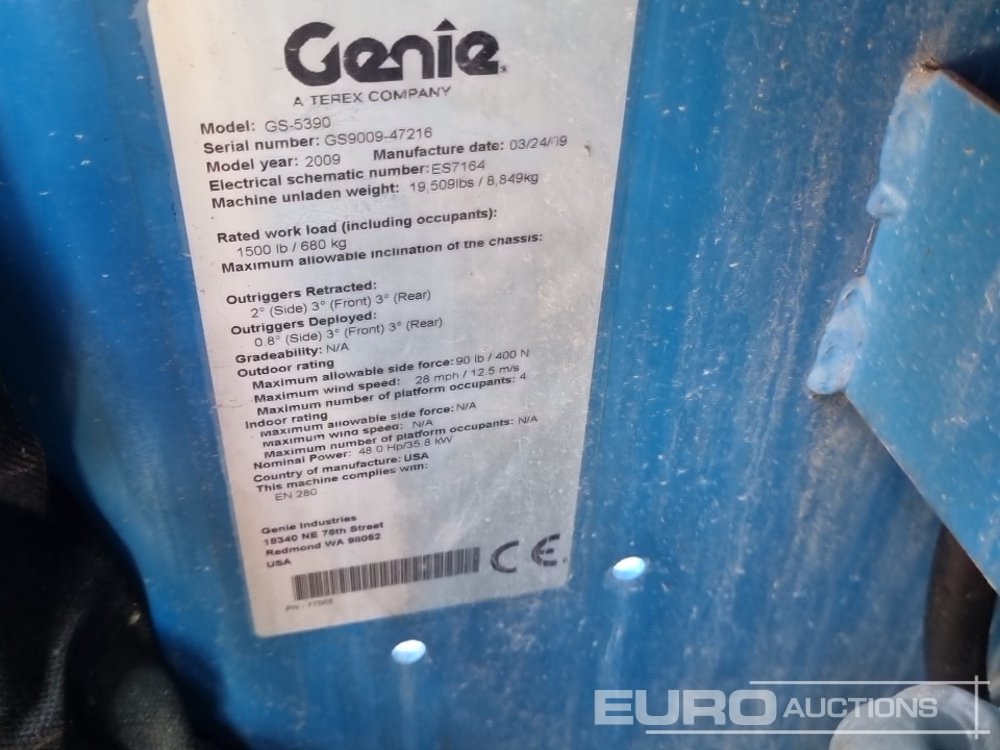 Genie
A TEREX COMPANY
Model: GS-5390
Serial number: GS9009-47216
Model year: 2009 Manufacture date: 03/24/09
Electrical schematic number: ES7164
Machine unladen weight: 19,509lbs / 8,849kg
Rated work load (including occupants):
1500 lb / 680 kg
Maximum allowable inclination of the chassis:
Outriggers Retracted:
2° (Side) 3° (Front) 3° (Rear)
Outriggers Deployed:
0.8° (Side) 3° (Front) 3° (Rear)
Gradeability: N/A
Outdoor rating
Maximum allowable side force: 90 lb / 400 N
Maximum wind speed: 28 mph / 12.5 m/s
Maximum number of platform occupants: 4
Indoor rating
Maximum allowable side force: N/A
Maximum wind speed: N/A
Maximum number of platform occupants: N/A
Nominal Power: 48.0 Hp/35.8 kW
Country of manufacture: USA
This machine complies with:
EN 280
Genie Industries
18340 NE 76th Street
Redmond WA 98052
USA
CE
EURO AUCTIONS